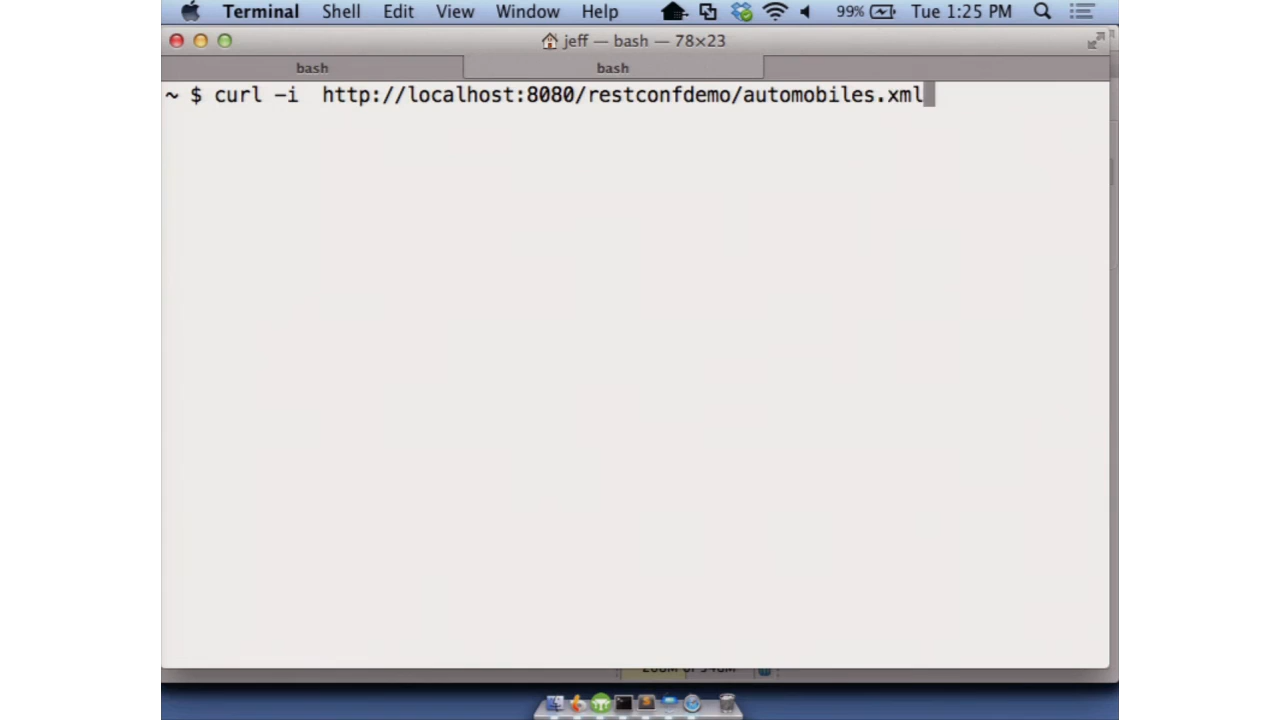 Terminal Shell Edit View Window Help 99% Tue 1:25 PM
jeff — bash — 78×23
bash bash
~ $ curl -i  http://localhost:8080/restconfdemo/automobiles.xml